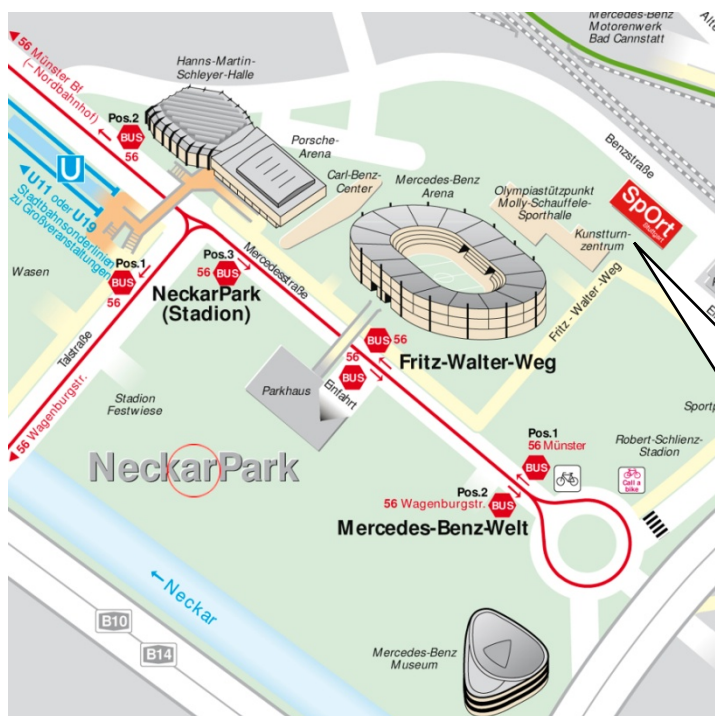 Mercedes-Benz
Motorenwerk
Bad Cannstatt
56 Münster Bf
(– Nordbahnhof)
Hanns-Martin-
Schleyer-Halle
Pos.2
BUS
56
Porsche-
Arena
Carl-Benz-
Center
Mercedes-Benz
Arena
Olympiastützpunkt
Molly-Schauffele-
Sporthalle
Kunstturn-
zentrum
Benzstraße
SpOrt
Stuttgart
U
U11 oder U19
Stadtbahnsonderlinien
zu Großveranstaltungen
Wasen
Pos.1
BUS
56
Pos.3
56 BUS
Mercedesstraße
NeckarPark
(Stadion)
Fritz-Walter-Weg
Talstraße
56 Wagenburgstr.
Stadion
Festwiese
Parkhaus
Einfahrt
BUS 56
56
BUS
Fritz-Walter-Weg
NeckarPark
Pos.1
56 Münster
BUS
Call a
bike
Robert-Schlienz-
Stadion
Sportp
Pos.2
56 Wagenburgstr. BUS
Mercedes-Benz-Welt
Neckar
B10
B14
Mercedes-Benz
Museum